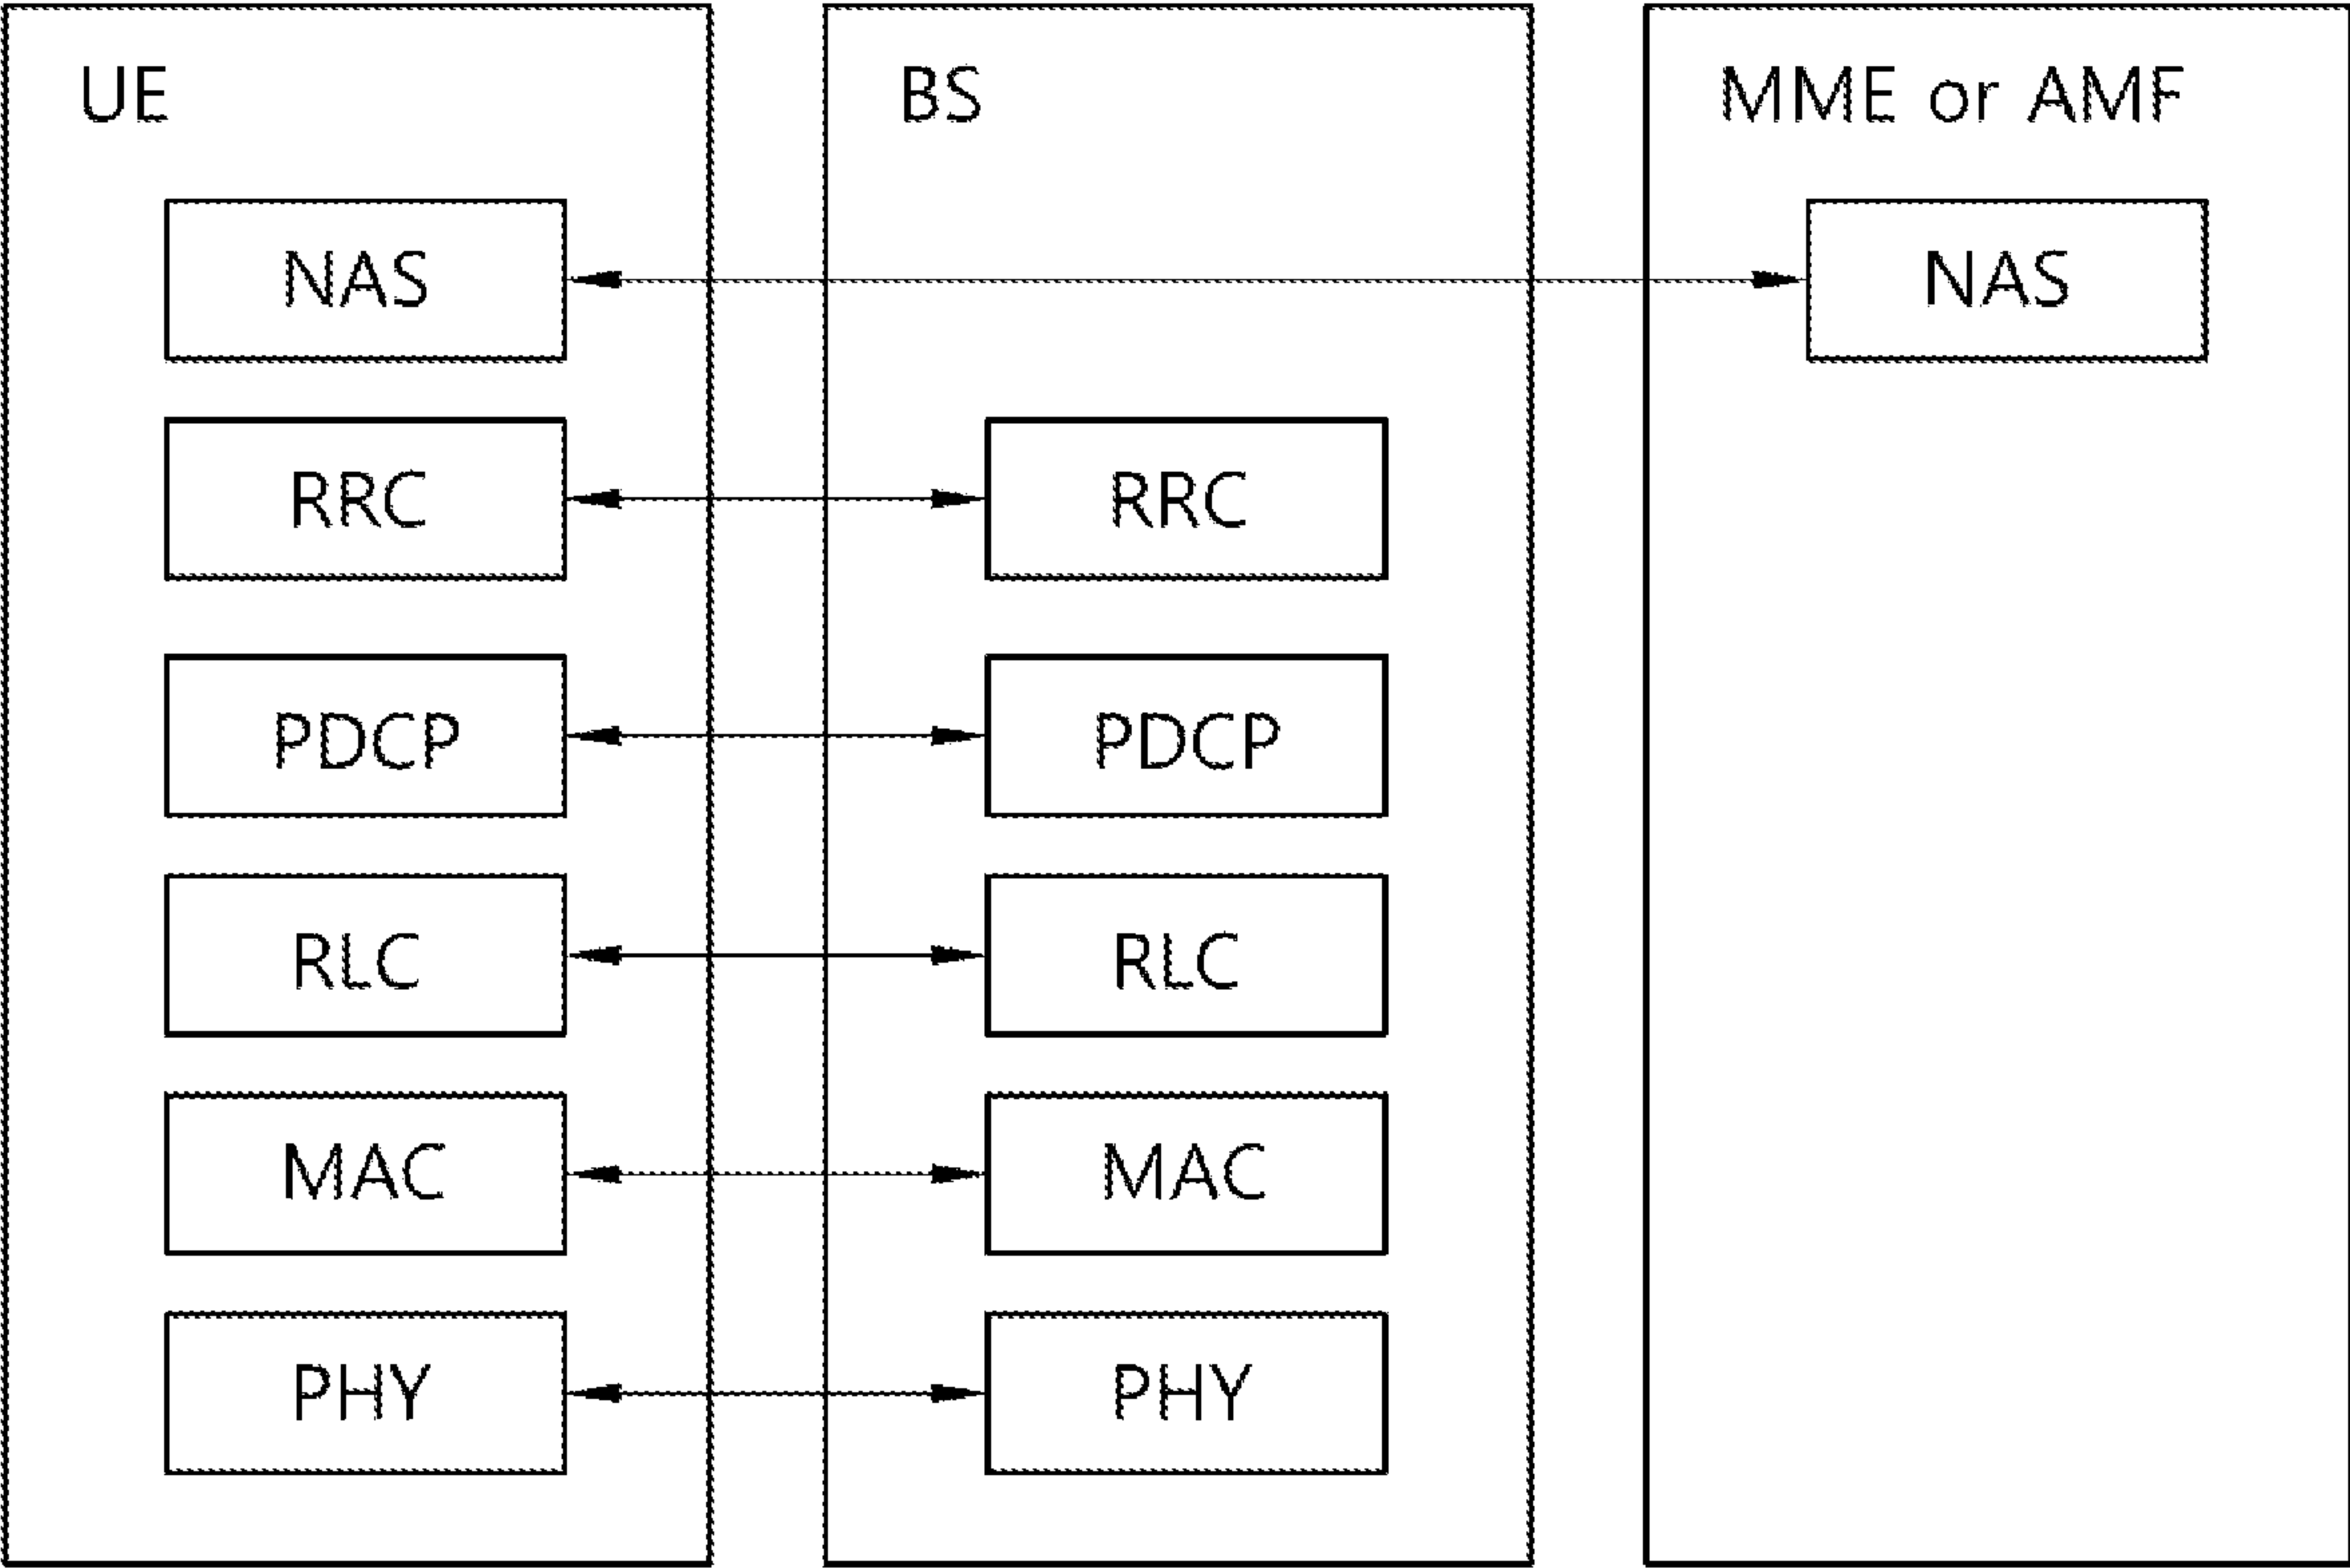 UE
BS
MME or AMF
NAS
NAS
RRC
RRC
PDCP
PDCP
RLC
RLC
MAC
MAC
PHY
PHY